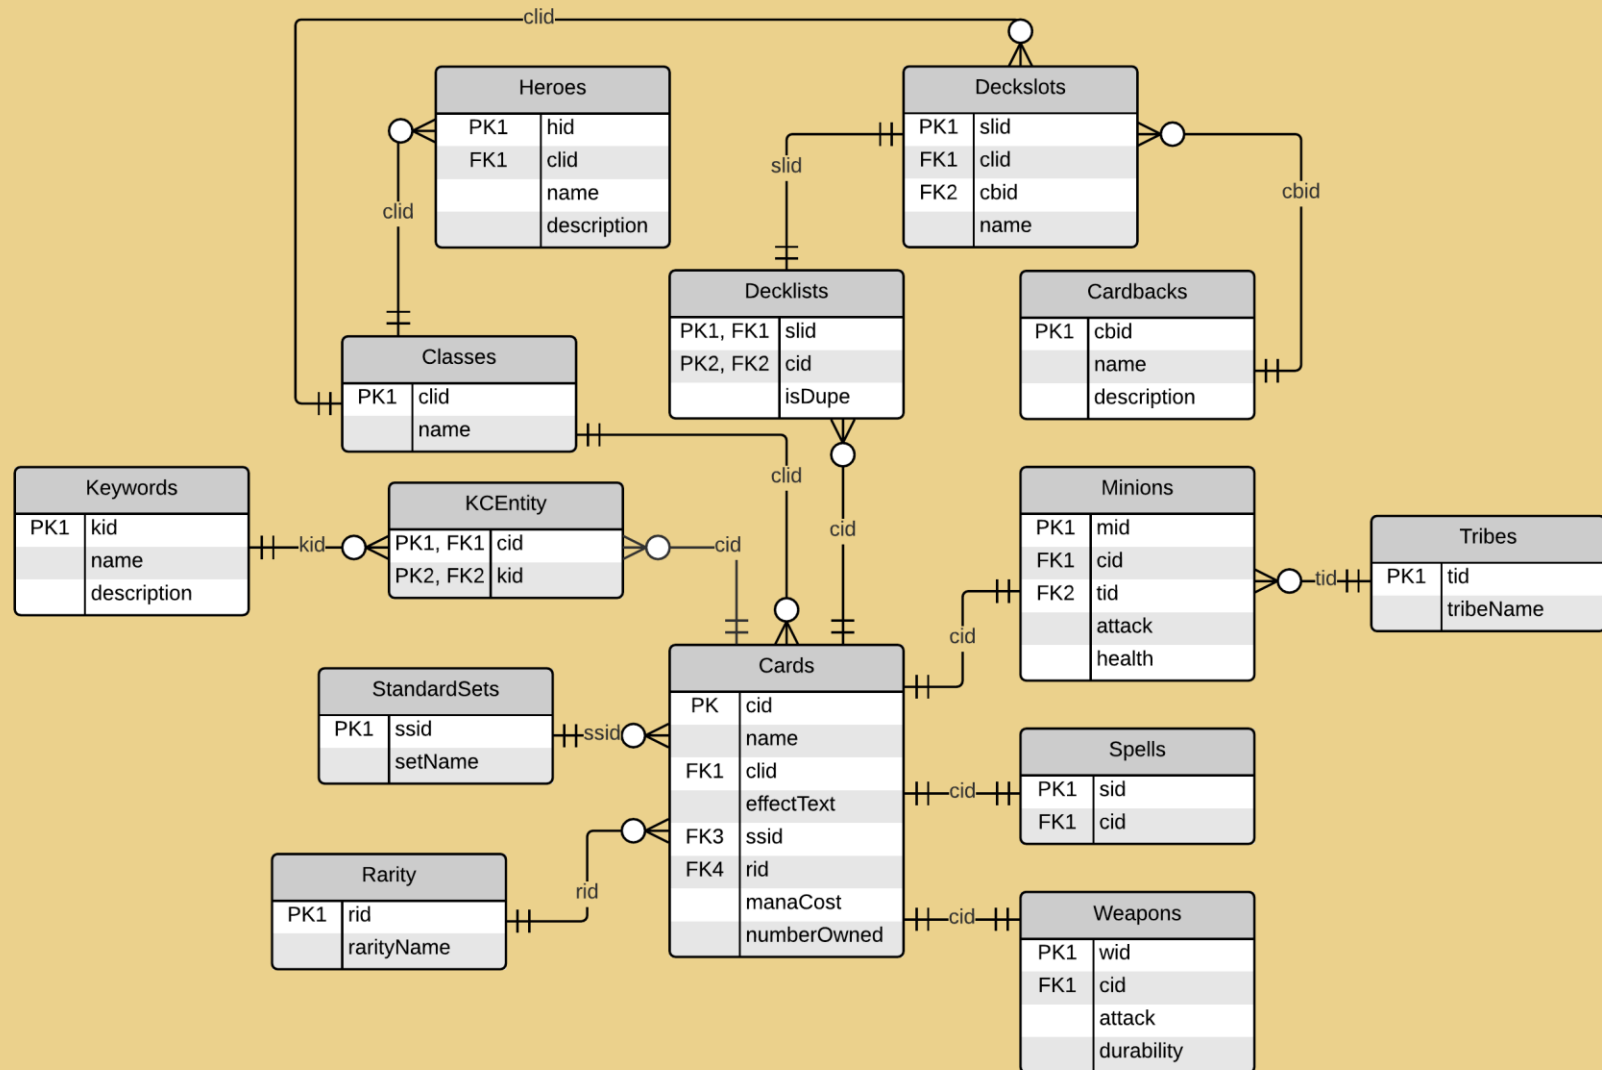 clid
Heroes
PK1 hid
FK1 clid
name
description
Deckslots
PK1 slid
FK1 clid
FK2 cbid
name
slid
cbid
clid
Decklists
PK1, FK1 slid
PK2, FK2 cid
isDupe
Cardbacks
PK1 cbid
name
description
Classes
PK1 clid
name
clid
cid
Keywords
PK1 kid
name
description
kid
KCEntity
PK1, FK1 cid
PK2, FK2 kid
cid
Minions
PK1 mid
FK1 cid
FK2 tid
attack
health
tid
Tribes
PK1 tid
tribeName
cid
StandardSets
PK1 ssid
setName
ssid
Cards
PK cid
name
FK1 clid
effectText
FK3 ssid
FK4 rid
manaCost
numberOwned
cid
Spells
PK1 sid
FK1 cid
Rarity
PK1 rid
rarityName
rid
cid
Weapons
PK1 wid
FK1 cid
attack
durability